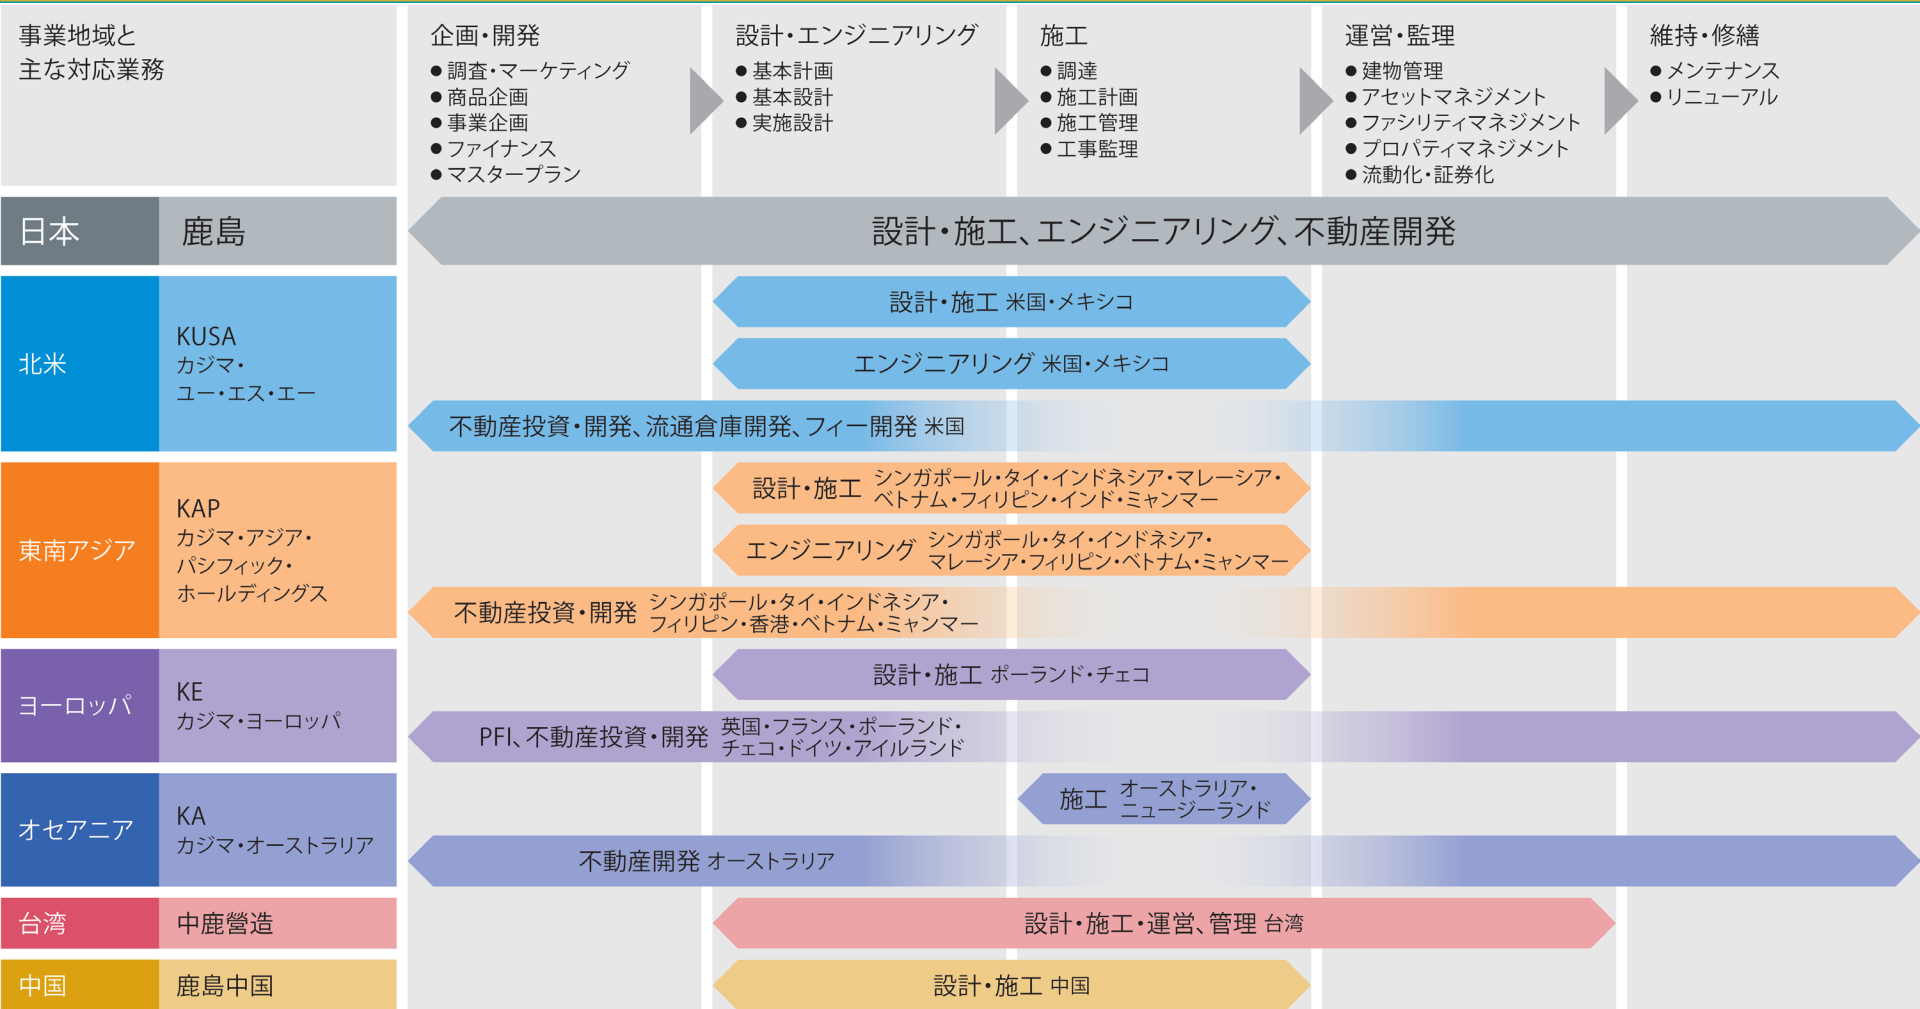 事業地域と
主な対応業務
企画・開発
●調査・マーケティング
●商品企画
●事業企画
●ファイナンス
●マスタープラン
設計・エンジニアリング
●基本計画
●基本設計
●実施設計
施工
●調達
●施工計画
●施工管理
●工事監理
運営・監理
●建物管理
●アセットマネジメント
●ファシリティマネジメント
●プロパティマネジメント
●流動化・証券化
維持・修繕
●メンテナンス
●リニューアル
日本
鹿島
設計・施工、エンジニアリング、不動産開発
北米
KUSA
カジマ・
ユー・エス・エー
設計・施工 米国・メキシコ
エンジニアリング 米国・メキシコ
不動産投資・開発、流通倉庫開発、フィー開発 米国
東南アジア
KAP
カジマ・アジア・
パシフィック・
ホールディングス
設計・施工 シンガポール・タイ・インドネシア・マレーシア・
ベトナム・フィリピン・インド・ミャンマー
エンジニアリング シンガポール・タイ・インドネシア・
マレーシア・フィリピン・ベトナム・ミャンマー
不動産投資・開発 シンガポール・タイ・インドネシア・
フィリピン・香港・ベトナム・ミャンマー
ヨーロッパ
KE
カジマ・ヨーロッパ
設計・施工 ポーランド・チェコ
PFI、不動産投資・開発 英国・フランス・ポーランド・
チェコ・ドイツ・アイルランド
オセアニア
KA
カジマ・オーストラリア
施工 オーストラリア・
ニュージーランド
不動産開発 オーストラリア
台湾
中鹿營造
設計・施工・運営、管理 台湾
中国
鹿島中国
設計・施工 中国